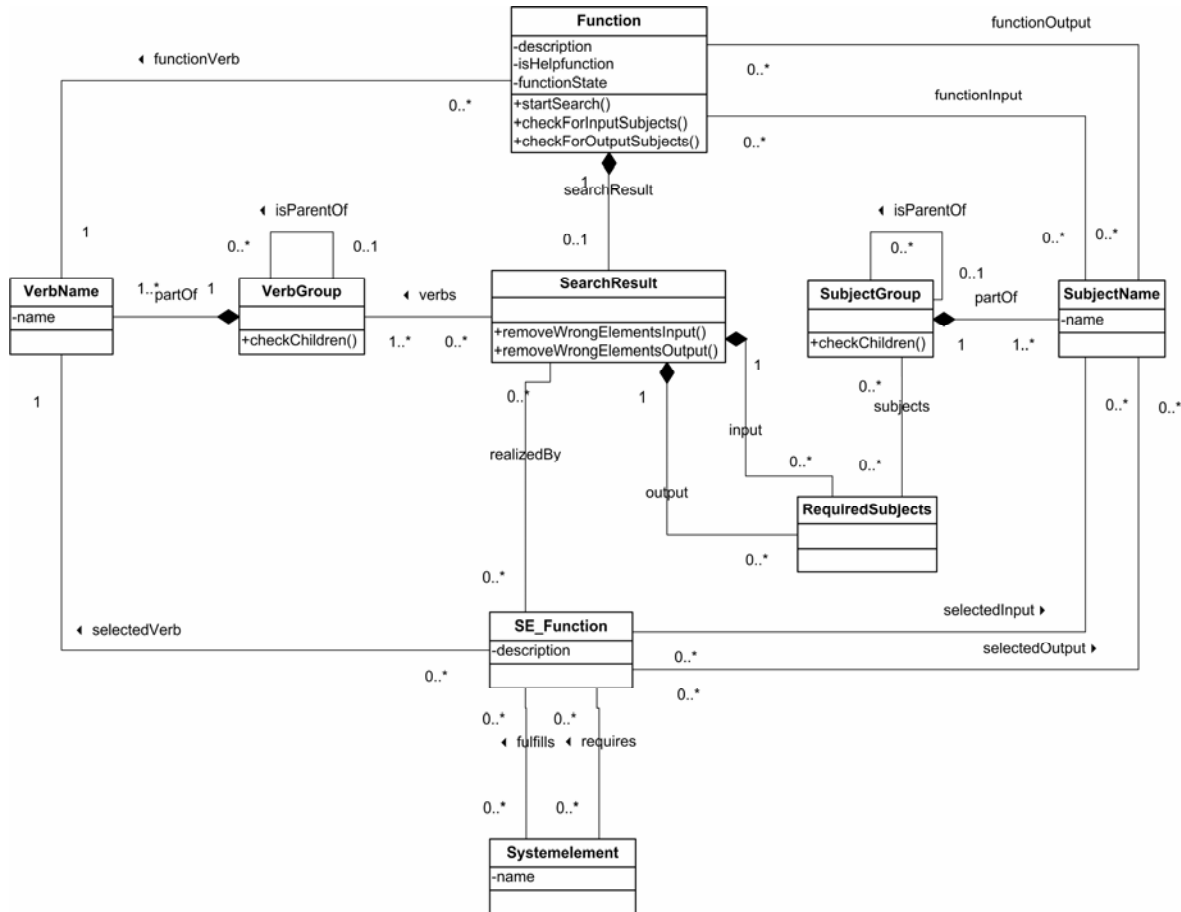 Function
-description
-isHelpfunction
-functionState
+startSearch()
+checkForInputSubjects()
+checkForOutputSubjects()
functionOutput
0..*
functionInput
0..*
◂ functionVerb
0..*
1
searchResult
0..1
◂ isParentOf
0..*
0..1
◂ isParentOf
0..*
0..1
1
0..*
0..*
VerbName
-name
1..*
partOf
1
VerbGroup
+checkChildren()
◂ verbs
1..*
0..*
SearchResult
+removeWrongElementsInput()
+removeWrongElementsOutput()
SubjectGroup
+checkChildren()
partOf
1
1..*
SubjectName
-name
1
0..*
1
1
0..*
subjects
0..*
0..*
0..*
input
realizedBy
output
0..*
0..*
RequiredSubjects
0..*
0..*
SE_Function
-description
selectedInput ▸
0..*
selectedOutput ▸
0..*
◂ selectedVerb
0..*
0..*
0..*
◂ fulfills
◂ requires
0..*
0..*
Systemelement
-name